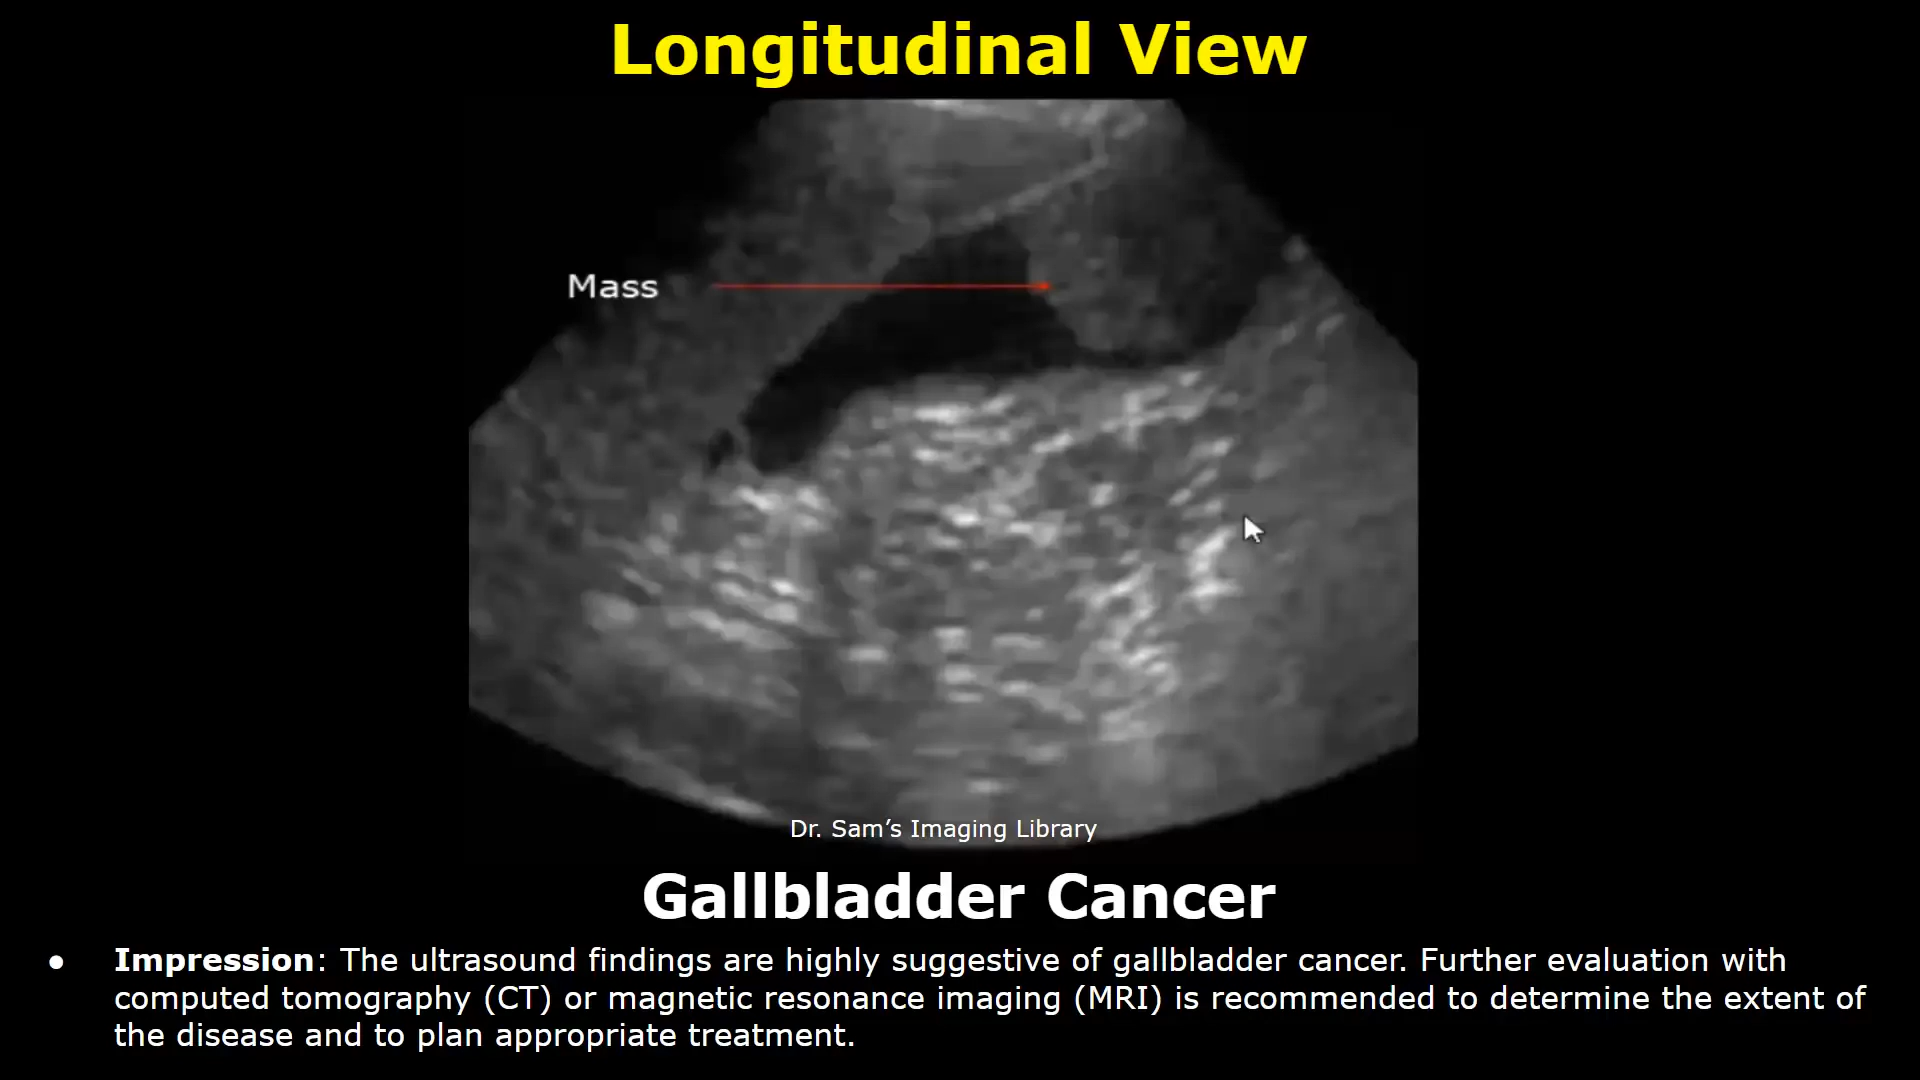 Longitudinal View
Mass
Dr. Sam’s Imaging Library
Gallbladder Cancer
● Impression: The ultrasound findings are highly suggestive of gallbladder cancer. Further evaluation with
computed tomography (CT) or magnetic resonance imaging (MRI) is recommended to determine the extent of
the disease and to plan appropriate treatment.